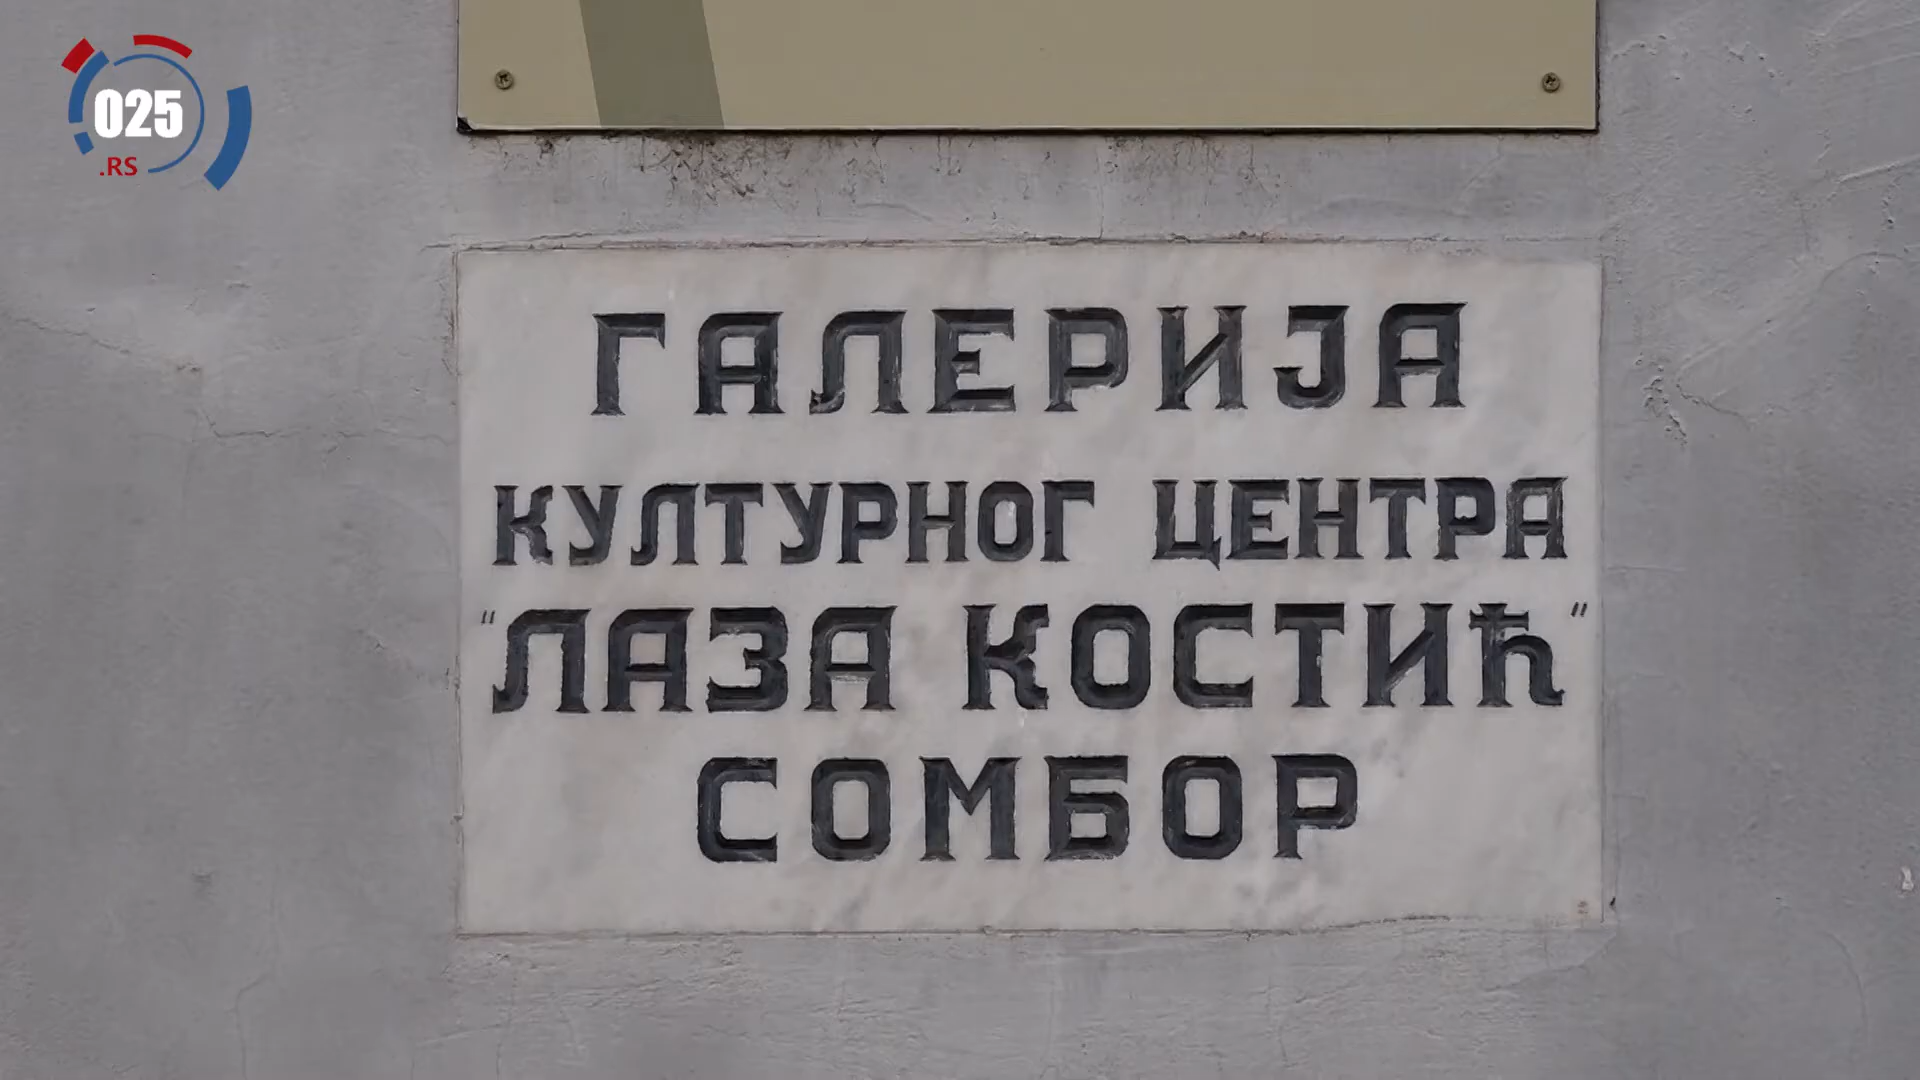 025
.RS
ГАЛЕРИЈА
КУЛТУРНОГ ЦЕНТРА
"ЛАЗА КОСТИЋ"
СОМБОР